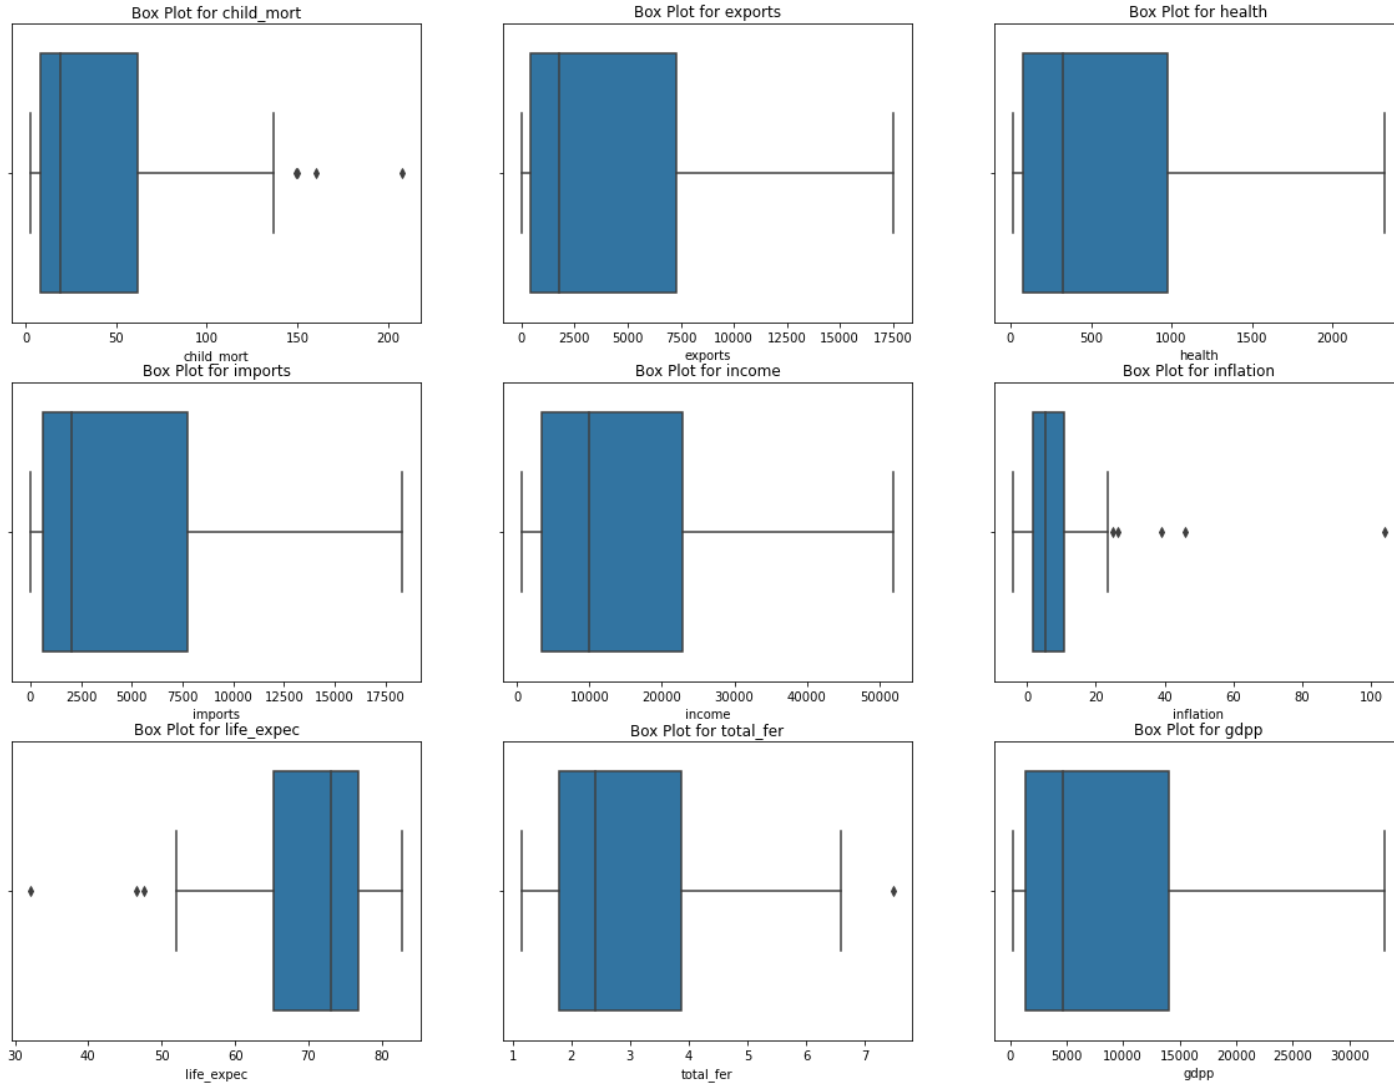 Box Plot for child_mort
0 50 100 150 200
child_mort
Box Plot for exports
0 2500 5000 7500 10000 12500 15000 17500
exports
Box Plot for health
0 500 1000 1500 2000
health
Box Plot for imports
0 2500 5000 7500 10000 12500 15000 17500
imports
Box Plot for income
0 10000 20000 30000 40000 50000
income
Box Plot for inflation
0 20 40 60 80 100
inflation
Box Plot for life_expec
30 40 50 60 70 80
life_expec
Box Plot for total_fer
1 2 3 4 5 6 7
total_fer
Box Plot for gdpp
0 5000 10000 15000 20000 25000 30000
gdpp